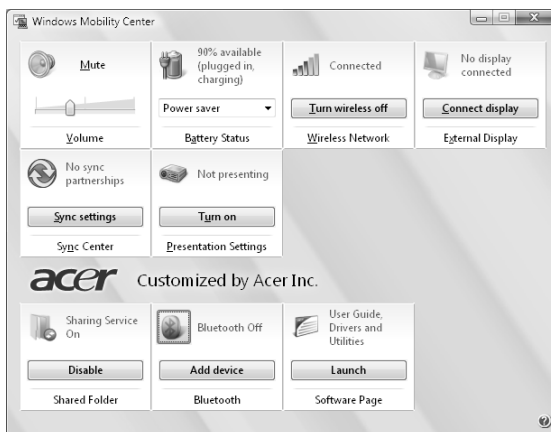 Windows Mobility Center
Mute
Volume
90% available
(plugged in,
charging)
Power saver
Battery Status
Connected
Turn wireless off
Wireless Network
No display
connected
Connect display
External Display
No sync
partnerships
Sync settings
Sync Center
Not presenting
Turn on
Presentation Settings
acer Customized by Acer Inc.
Sharing Service
On
Disable
Shared Folder
Bluetooth Off
Add device
Bluetooth
User Guide,
Drivers and
Utilities
Launch
Software Page